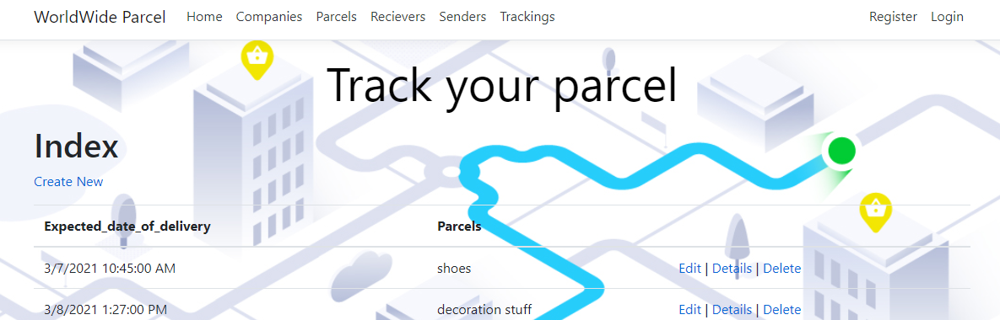 WorldWide Parcel Home Companies Parcels Recievers Senders Trackings Register Login
Track your parcel
Index
Create New
Expected_date_of_delivery Parcels
3/7/2021 10:45:00 AM shoes Edit | Details | Delete
3/8/2021 1:27:00 PM decoration stuff Edit | Details | Delete